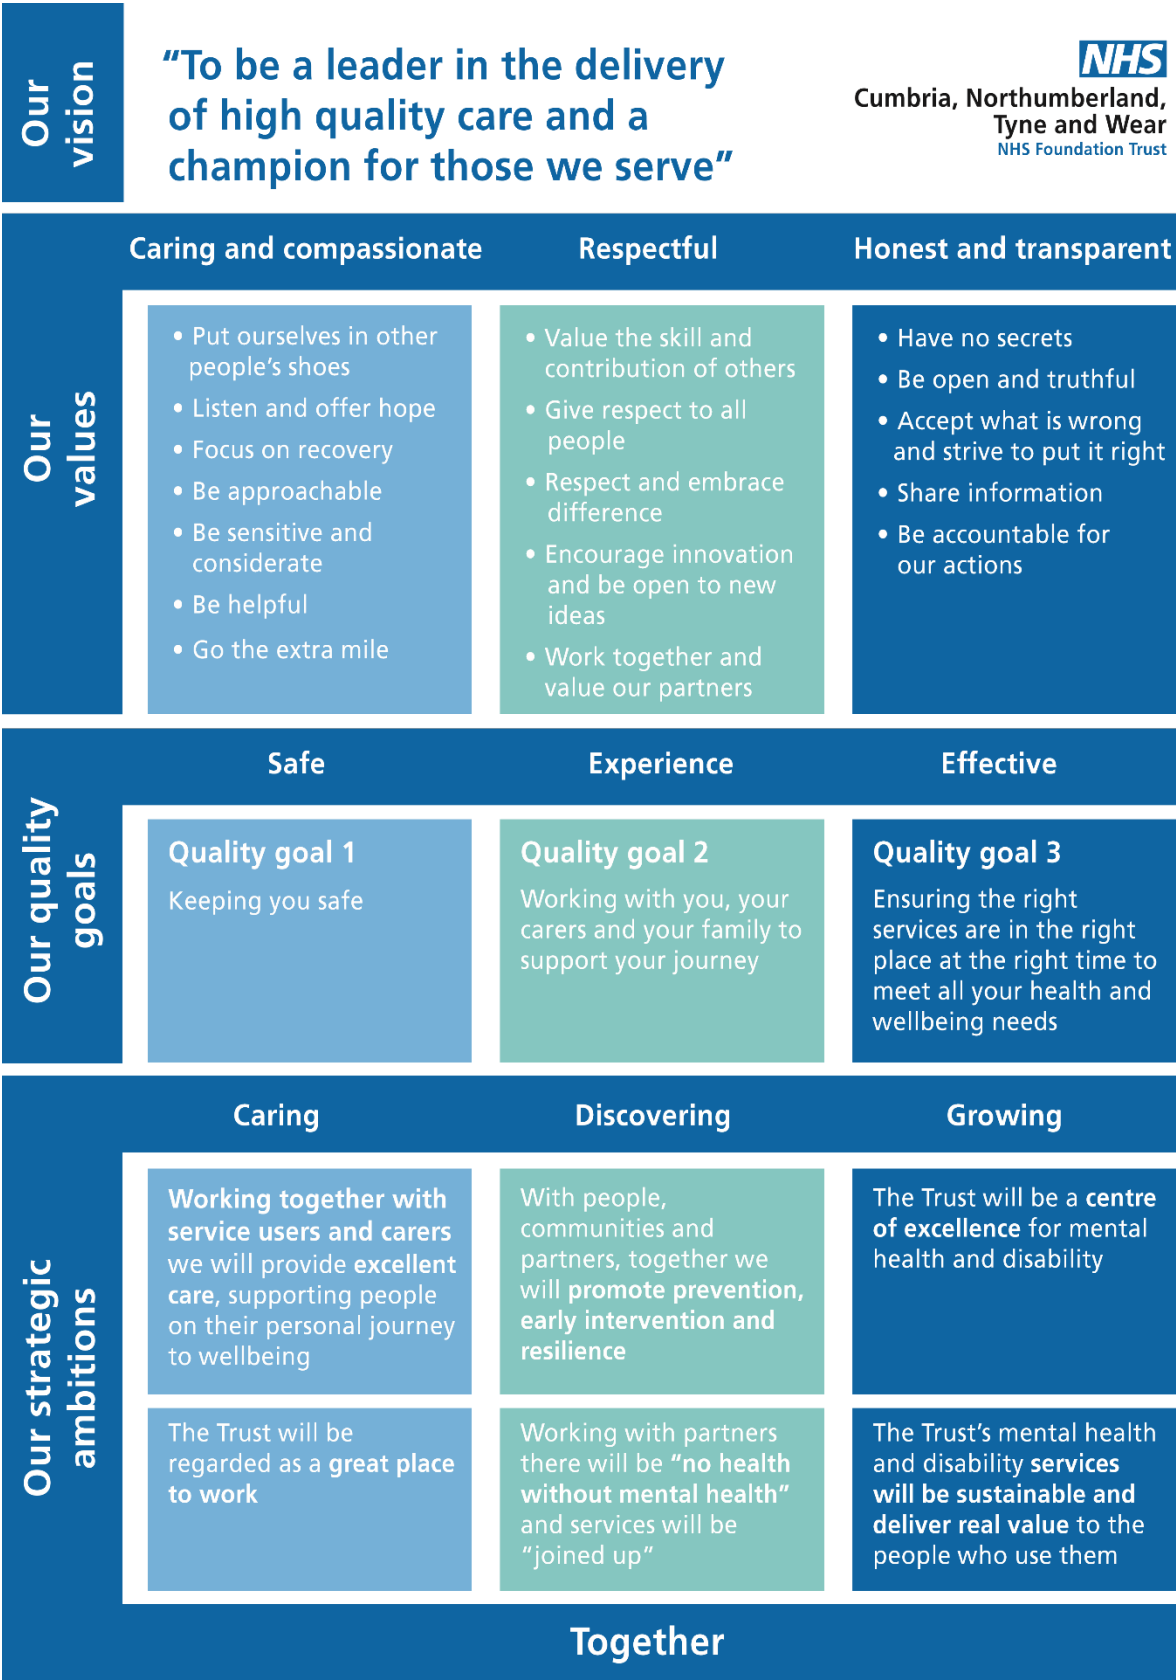 Our
vision
“To be a leader in the delivery
of high quality care and a
champion for those we serve”
NHS
Cumbria, Northumberland,
Tyne and Wear
NHS Foundation Trust
Our
values
Caring and compassionate
• Put ourselves in other
people’s shoes
• Listen and offer hope
• Focus on recovery
• Be approachable
• Be sensitive and
considerate
• Be helpful
• Go the extra mile
Respectful
• Value the skill and
contribution of others
• Give respect to all
people
• Respect and embrace
difference
• Encourage innovation
and be open to new
ideas
• Work together and
value our partners
Honest and transparent
• Have no secrets
• Be open and truthful
• Accept what is wrong
and strive to put it right
• Share information
• Be accountable for
our actions
Our quality
goals
Safe
Quality goal 1
Keeping you safe
Experience
Quality goal 2
Working with you, your
carers and your family to
support your journey
Effective
Quality goal 3
Ensuring the right
services are in the right
place at the right time to
meet all your health and
wellbeing needs
Our strategic
ambitions
Caring
Working together with
service users and carers
we will provide excellent
care, supporting people
on their personal journey
to wellbeing
The Trust will be
regarded as a great place
to work
Discovering
With people,
communities and
partners, together we
will promote prevention,
early intervention and
resilience
Working with partners
there will be “no health
without mental health”
and services will be
“joined up”
Growing
The Trust will be a centre
of excellence for mental
health and disability
The Trust’s mental health
and disability services
will be sustainable and
deliver real value to the
people who use them
Together